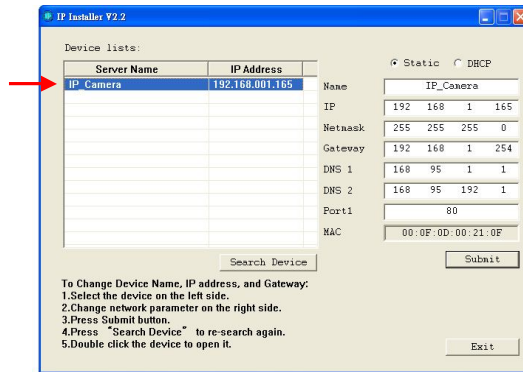 IP Installer V2.2
Device lists:
Server Name IP Address
IP_Camera 192.168.001.165
Static DHCP
Name IP_Camera
IP 192 168 1 165
Netmask 255 255 255 0
Gateway 192 168 1 254
DNS 1 168 95 1 1
DNS 2 168 95 192 1
Port1 80
MAC 00:0F:0D:00:21:0F
Search Device
Submit
To Change Device Name, IP address, and Gateway:
1.Select the device on the left side.
2.Change network parameter on the right side.
3.Press Submit button.
4.Press “Search Device” to re-search again.
5.Double click the device to open it.
Exit